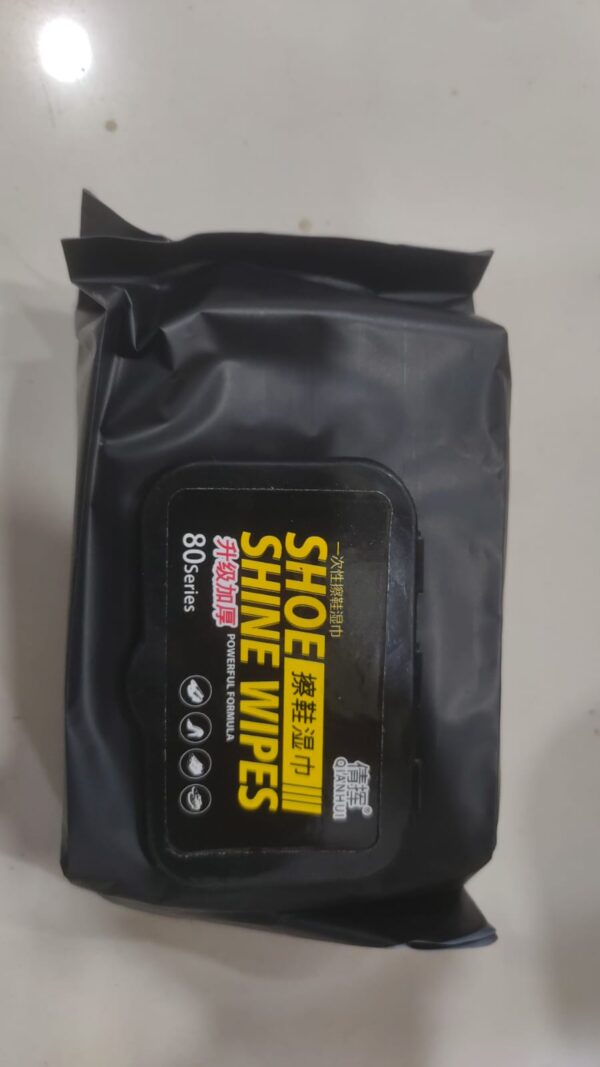 倩挥®
QIANHUI
一次性擦鞋湿巾
SHOE 擦鞋湿巾
SHINE WIPES
升级加厚 POWERFUL FORMULA
80Series